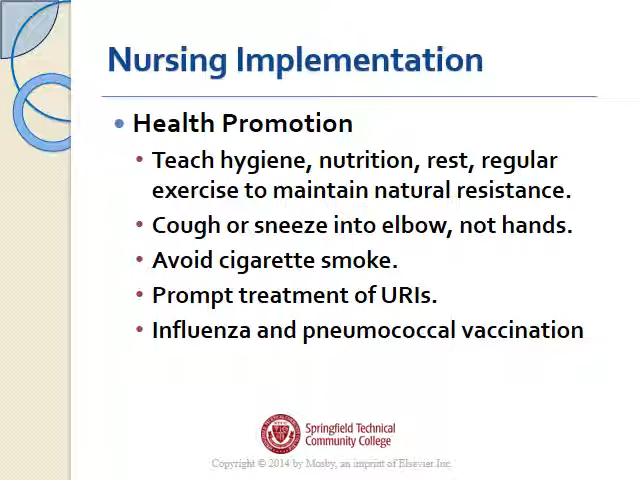 Nursing Implementation
• Health Promotion
• Teach hygiene, nutrition, rest, regular
exercise to maintain natural resistance.
• Cough or sneeze into elbow, not hands.
• Avoid cigarette smoke.
• Prompt treatment of URIs.
• Influenza and pneumococcal vaccination
Springfield Technical
Community College
Copyright © 2014 by Mosby, an imprint of Elsevier Inc.